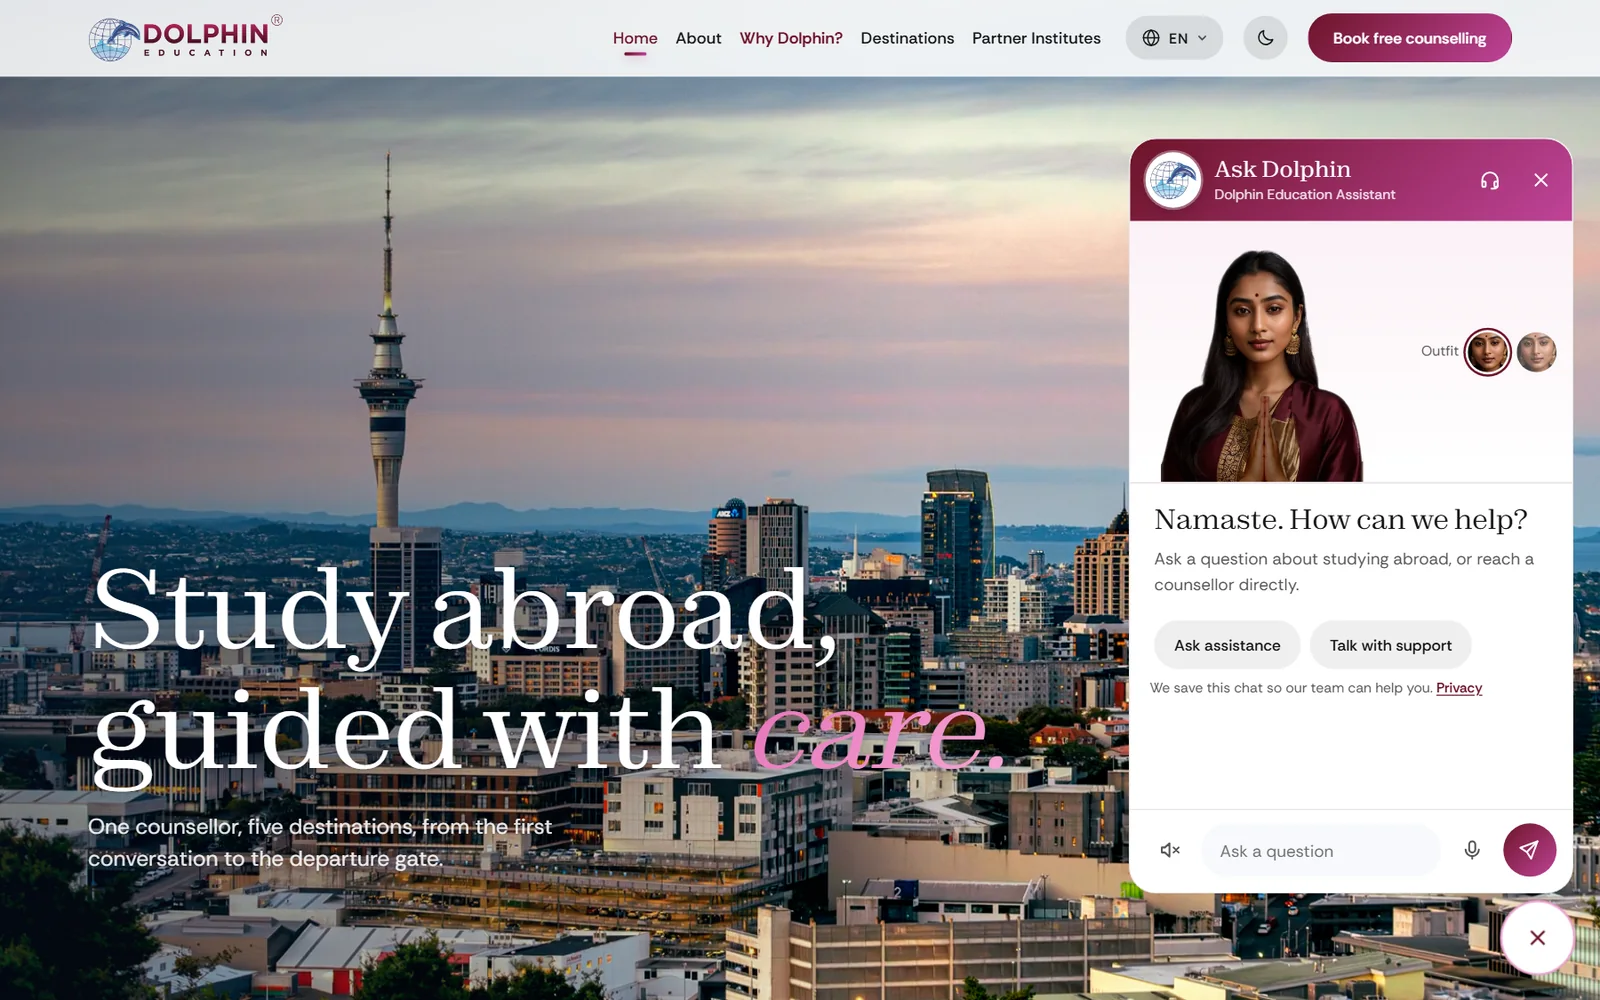 DOLPHIN®
EDUCATION
Home
About
Why Dolphin?
Destinations
Partner Institutes
EN
Book free counselling
Ask Dolphin
Dolphin Education Assistant
Outfit
Namaste. How can we help?
Ask a question about studying abroad, or reach a
counsellor directly.
Ask assistance
Talk with support
We save this chat so our team can help you. Privacy
Ask a question
ANZ
CORDIS
Study abroad,
guided with care.
One counsellor, five destinations, from the first
conversation to the departure gate.
2